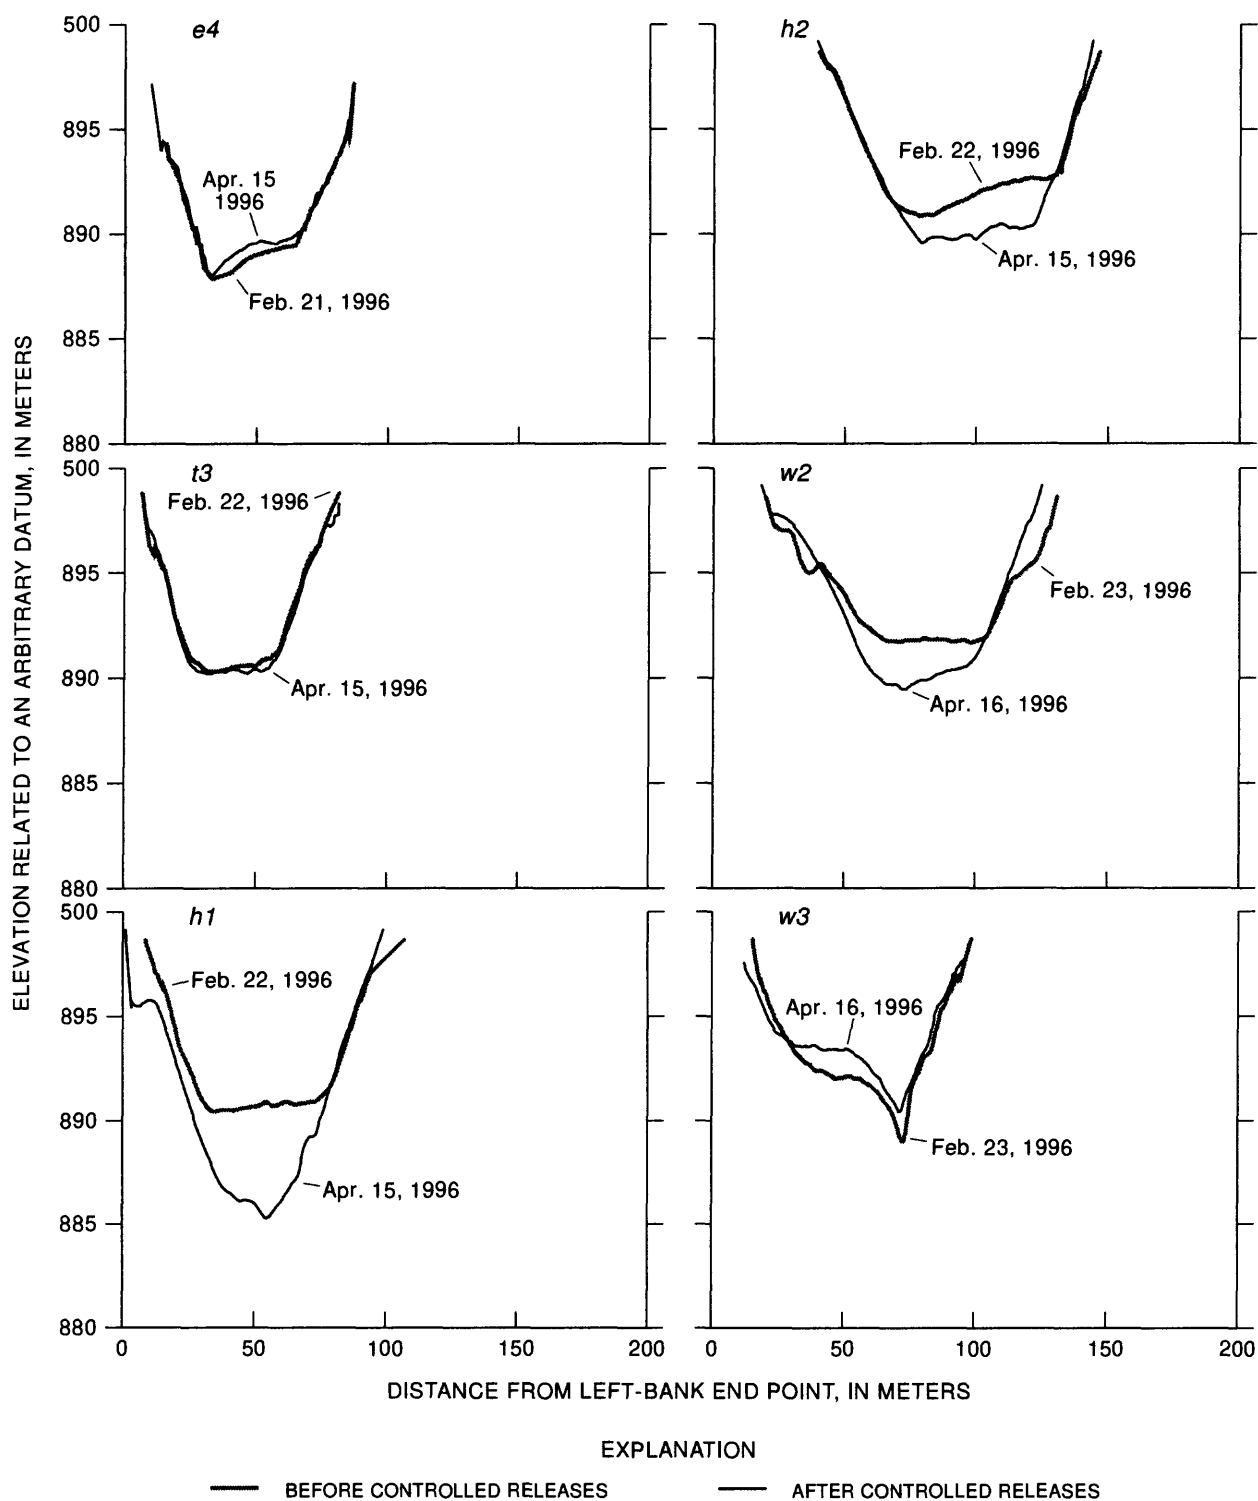 ELEVATION RELATED TO AN ARBITRARY DATUM, IN METERS
500
e4
895
Apr. 15
1996
890
Feb. 21, 1996
885
880
h2
Feb. 22, 1996
Apr. 15, 1996
500
t3
Feb. 22, 1996
895
890
Apr. 15, 1996
885
880
w2
Feb. 23, 1996
Apr. 16, 1996
500
h1
Feb. 22, 1996
895
890
Apr. 15, 1996
885
880
0 50 100 150 200
w3
Apr. 16, 1996
Feb. 23, 1996
0 50 100 150 200
DISTANCE FROM LEFT-BANK END POINT, IN METERS
EXPLANATION
BEFORE CONTROLLED RELEASES
AFTER CONTROLLED RELEASES